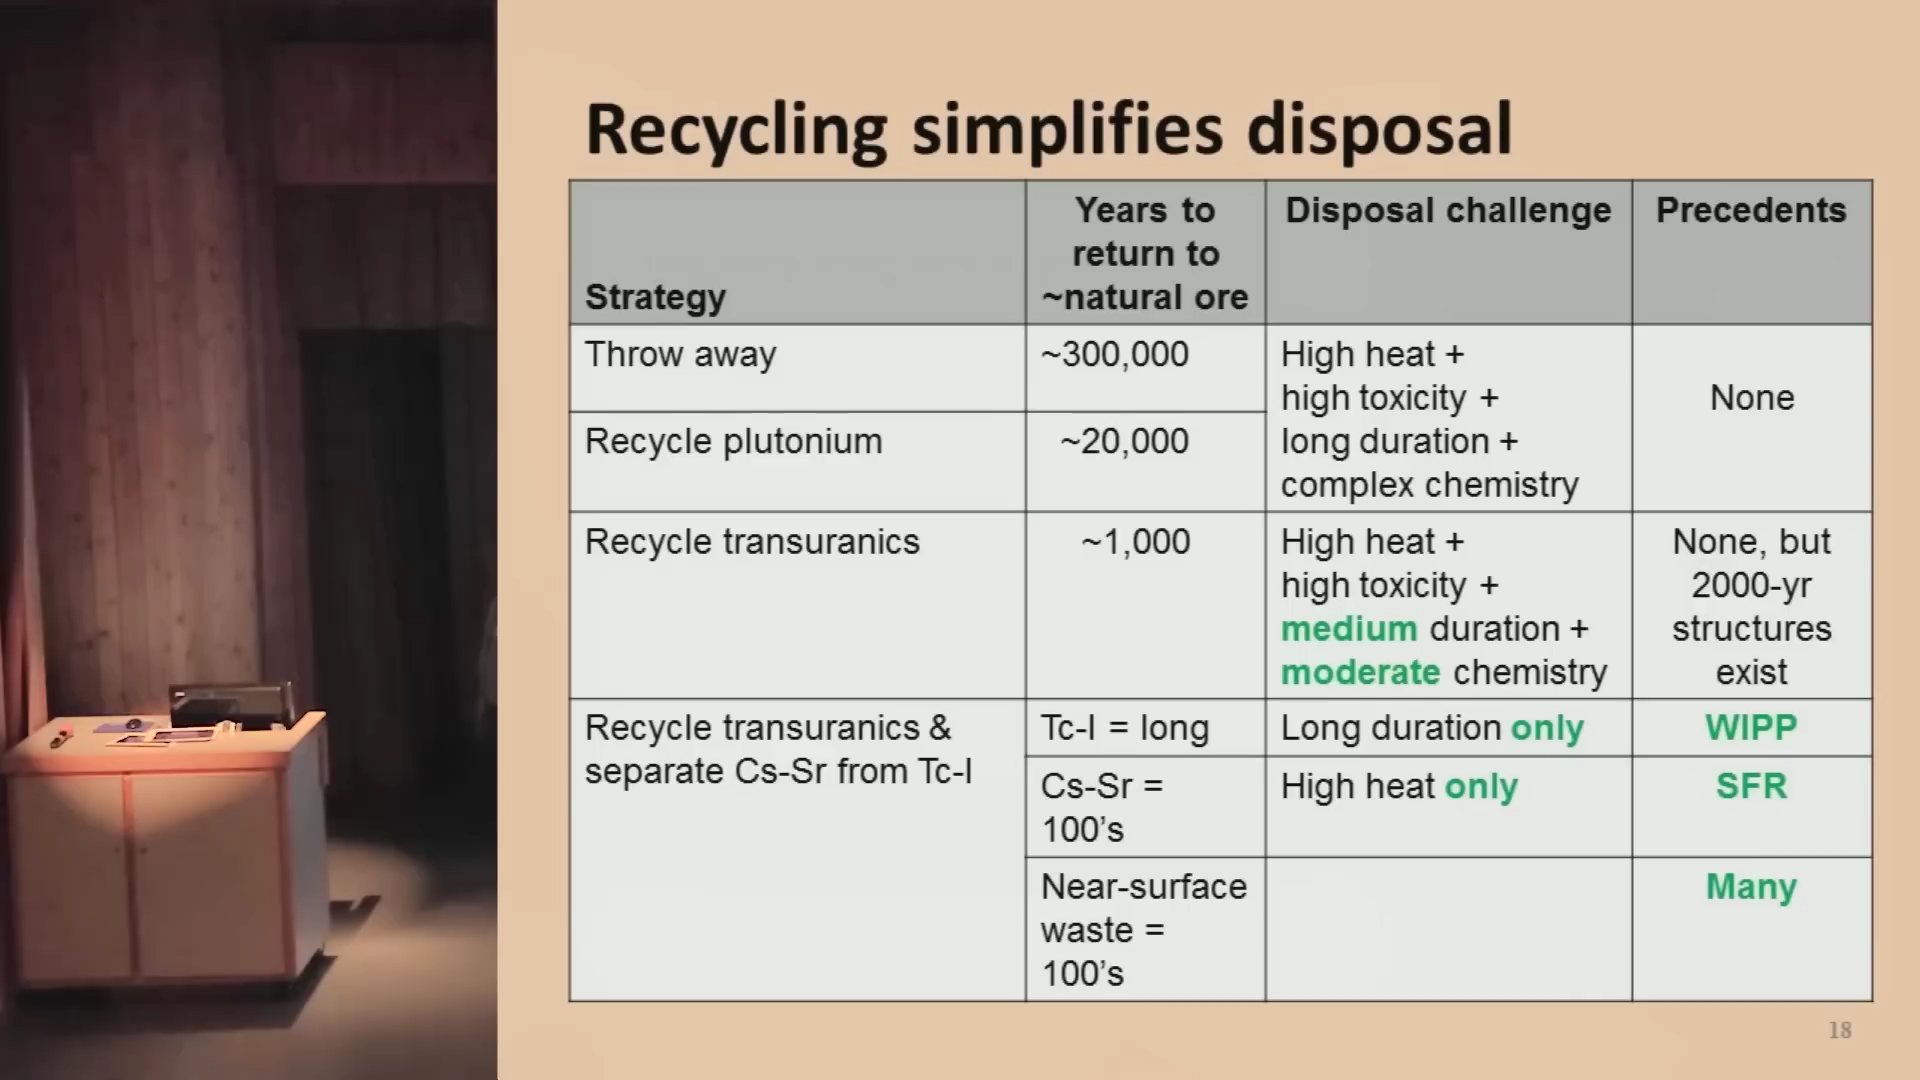 Recycling simplifies disposal
Strategy
Years to
return to
~natural ore
Disposal challenge
Precedents
Throw away
~300,000
High heat +
high toxicity +
long duration +
complex chemistry
None
Recycle plutonium
~20,000
Recycle transuranics
~1,000
High heat +
high toxicity +
medium duration +
moderate chemistry
None, but
2000-yr
structures
exist
Recycle transuranics &
separate Cs-Sr from Tc-I
Tc-I = long
Long duration only
WIPP
Cs-Sr =
100's
High heat only
SFR
Near-surface
waste =
100's
Many
18